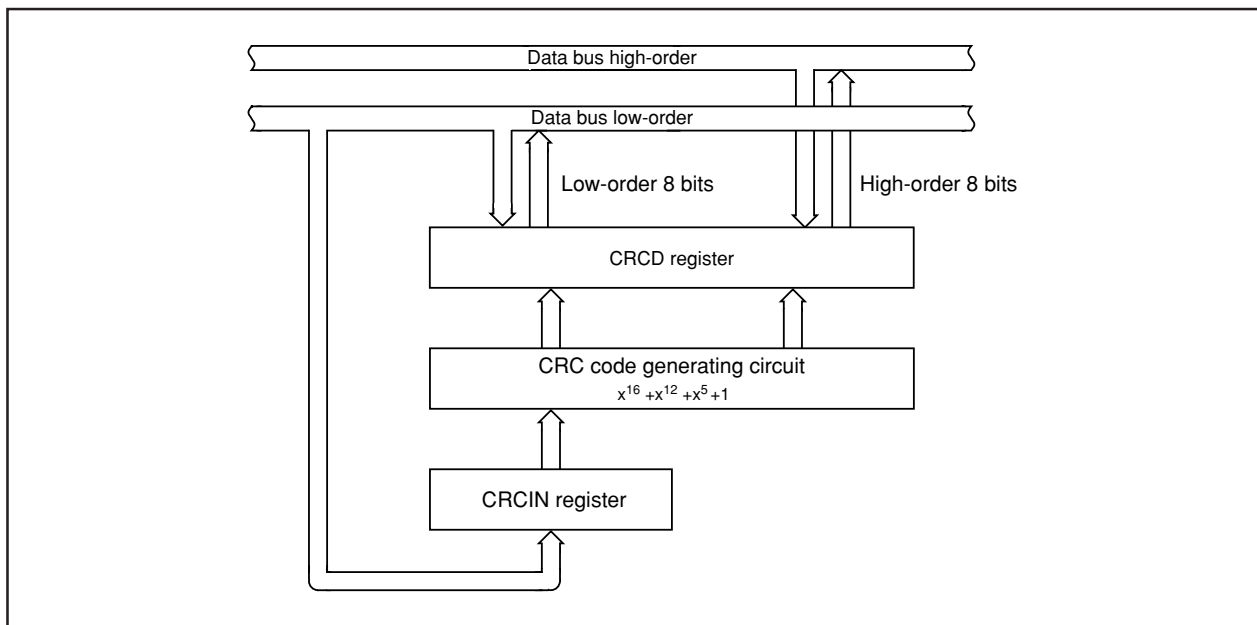 Data bus high-order
Data bus low-order
Low-order 8 bits
High-order 8 bits
CRCD register
CRC code generating circuit
x¹⁶ +x¹² +x⁵ +1
CRCIN register